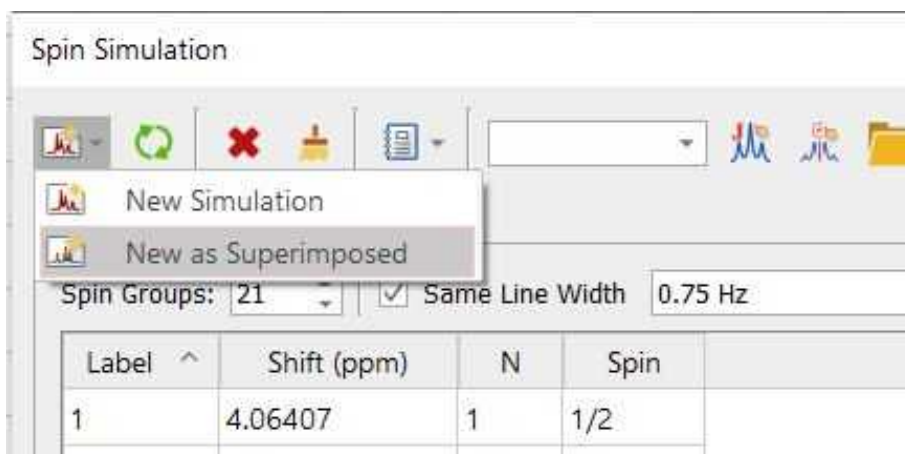 Spin Simulation
New Simulation
New as Superimposed
Spin Groups: 21 Same Line Width 0.75 Hz
Label Shift (ppm) N Spin
1 4.06407 1 1/2